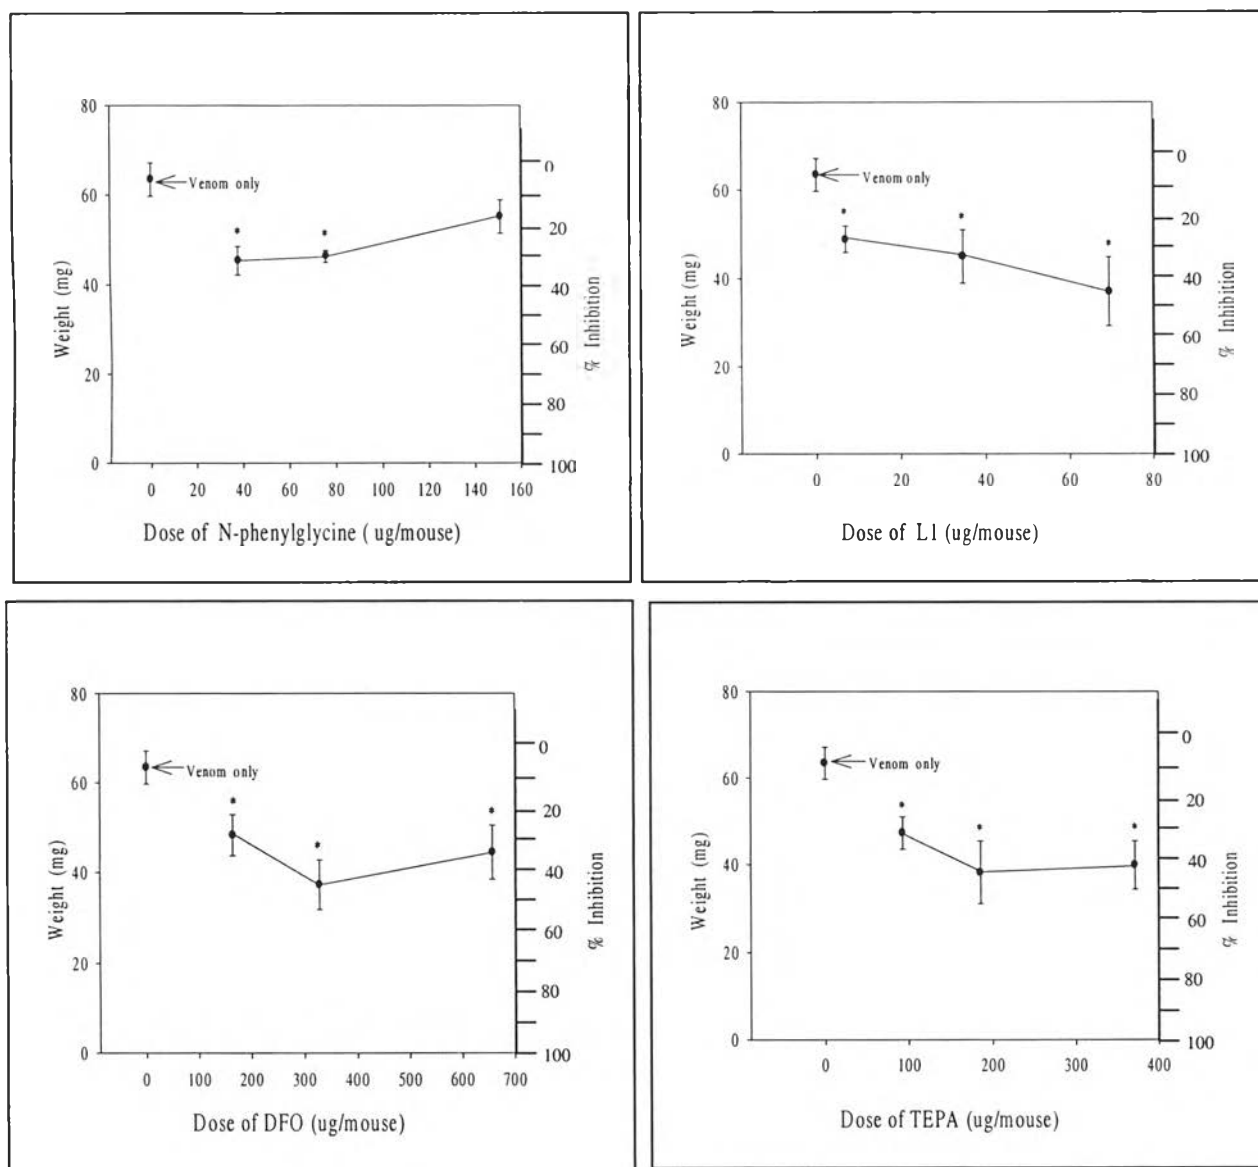 80
60
40
20
0
Weight (mg)
Venom only
*
*
0
20
40
60
80
100
% Inhibition
0 20 40 60 80 100 120 140 160
Dose of N-phenylglycine ( ug/mouse)
80
60
40
20
0
Weight (mg)
Venom only
*
*
*
0
20
40
60
80
100
% Inhibition
0 20 40 60 80
Dose of L1 (ug/mouse)
80
60
40
20
0
Weight (mg)
Venom only
*
*
*
0
20
40
60
80
100
% Inhibition
0 100 200 300 400 500 600 700
Dose of DFO (ug/mouse)
80
60
40
20
0
Weight (mg)
Venom only
*
*
*
0
20
40
60
80
100
% Inhibition
0 100 200 300 400
Dose of TEPA (ug/mouse)